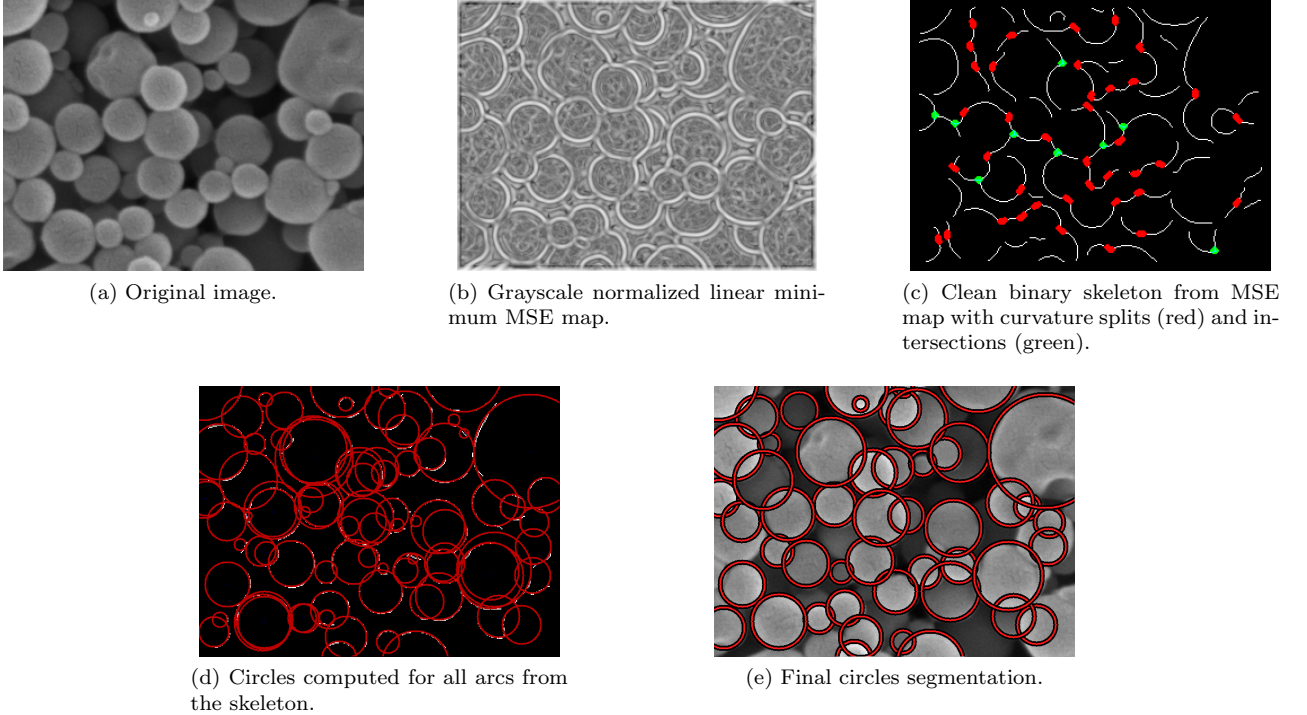 (a) Original image.
(b) Grayscale normalized linear mini-
mum MSE map.
(c) Clean binary skeleton from MSE
map with curvature splits (red) and in-
tersections (green).
(d) Circles computed for all arcs from
the skeleton.
(e) Final circles segmentation.